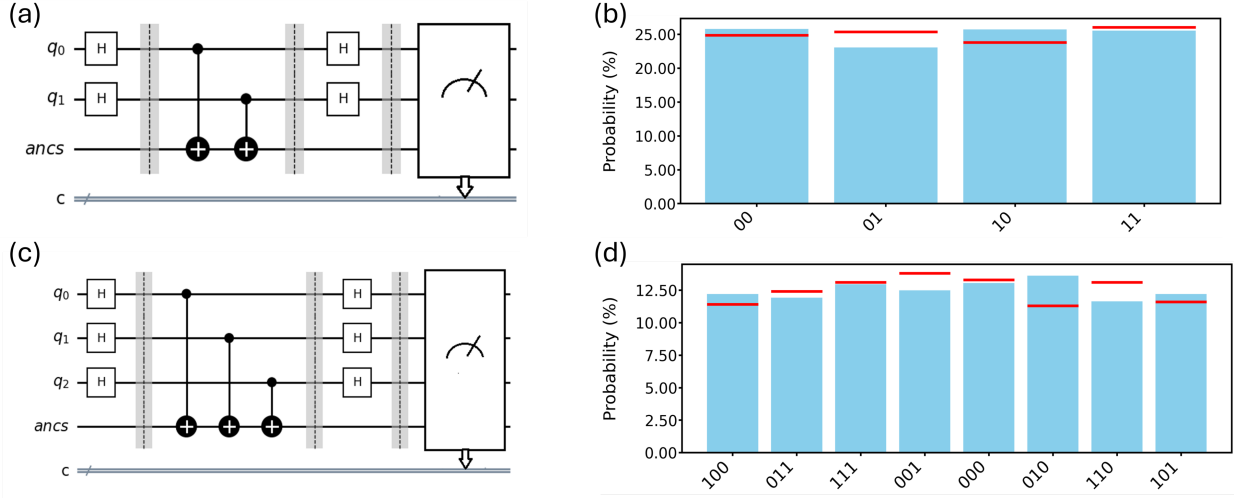 (a)
q0 H H
q1 H H
ancs
c
(b)
Probability (%)
25.00
20.00
15.00
10.00
5.00
0.00
00 01 10 11
(c)
q0 H H
q1 H H
q2 H H
ancs
c
(d)
Probability (%)
12.50
10.00
7.50
5.00
2.50
0.00
100 011 111 001 000 010 110 101